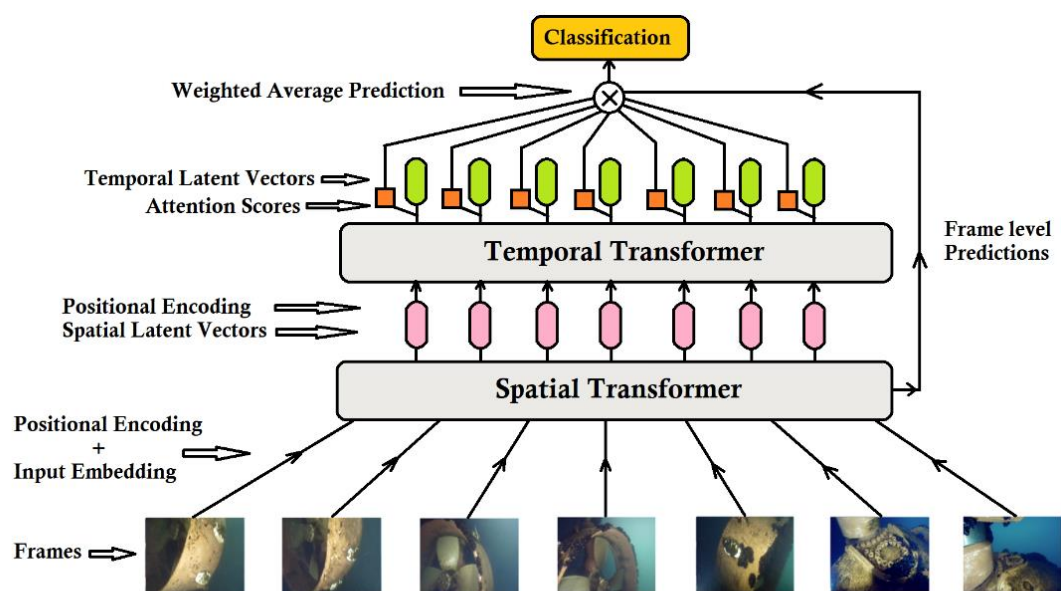 Classification
Weighted Average Prediction
Temporal Latent Vectors
Attention Scores
Temporal Transformer
Frame level
Predictions
Positional Encoding
Spatial Latent Vectors
Spatial Transformer
Positional Encoding
+
Input Embedding
Frames